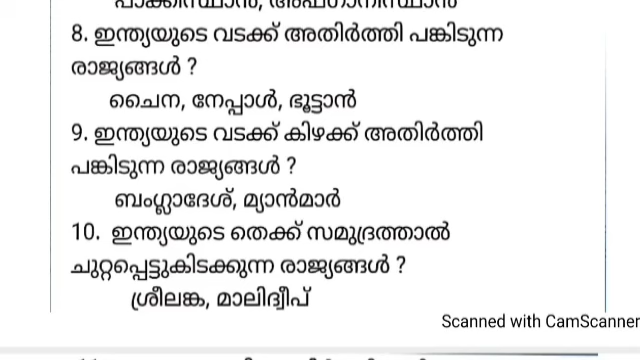 പാക്കിസ്ഥാൻ, അഫ്ഗാനിസ്ഥാൻ
8. ഇന്ത്യയുടെ വടക്ക് അതിർത്തി പങ്കിടുന്ന
രാജ്യങ്ങൾ ?
ചൈന, നേപ്പാൾ, ഭൂട്ടാൻ
9. ഇന്ത്യയുടെ വടക്ക് കിഴക്ക് അതിർത്തി
പങ്കിടുന്ന രാജ്യങ്ങൾ ?
ബംഗ്ലാദേശ്, മ്യാൻമാർ
10. ഇന്ത്യയുടെ തെക്ക് സമുദ്രത്താൽ
ചുറ്റപ്പെട്ടുകിടക്കുന്ന രാജ്യങ്ങൾ ?
ശ്രീലങ്ക, മാലിദ്വീപ്
Scanned with CamScanner